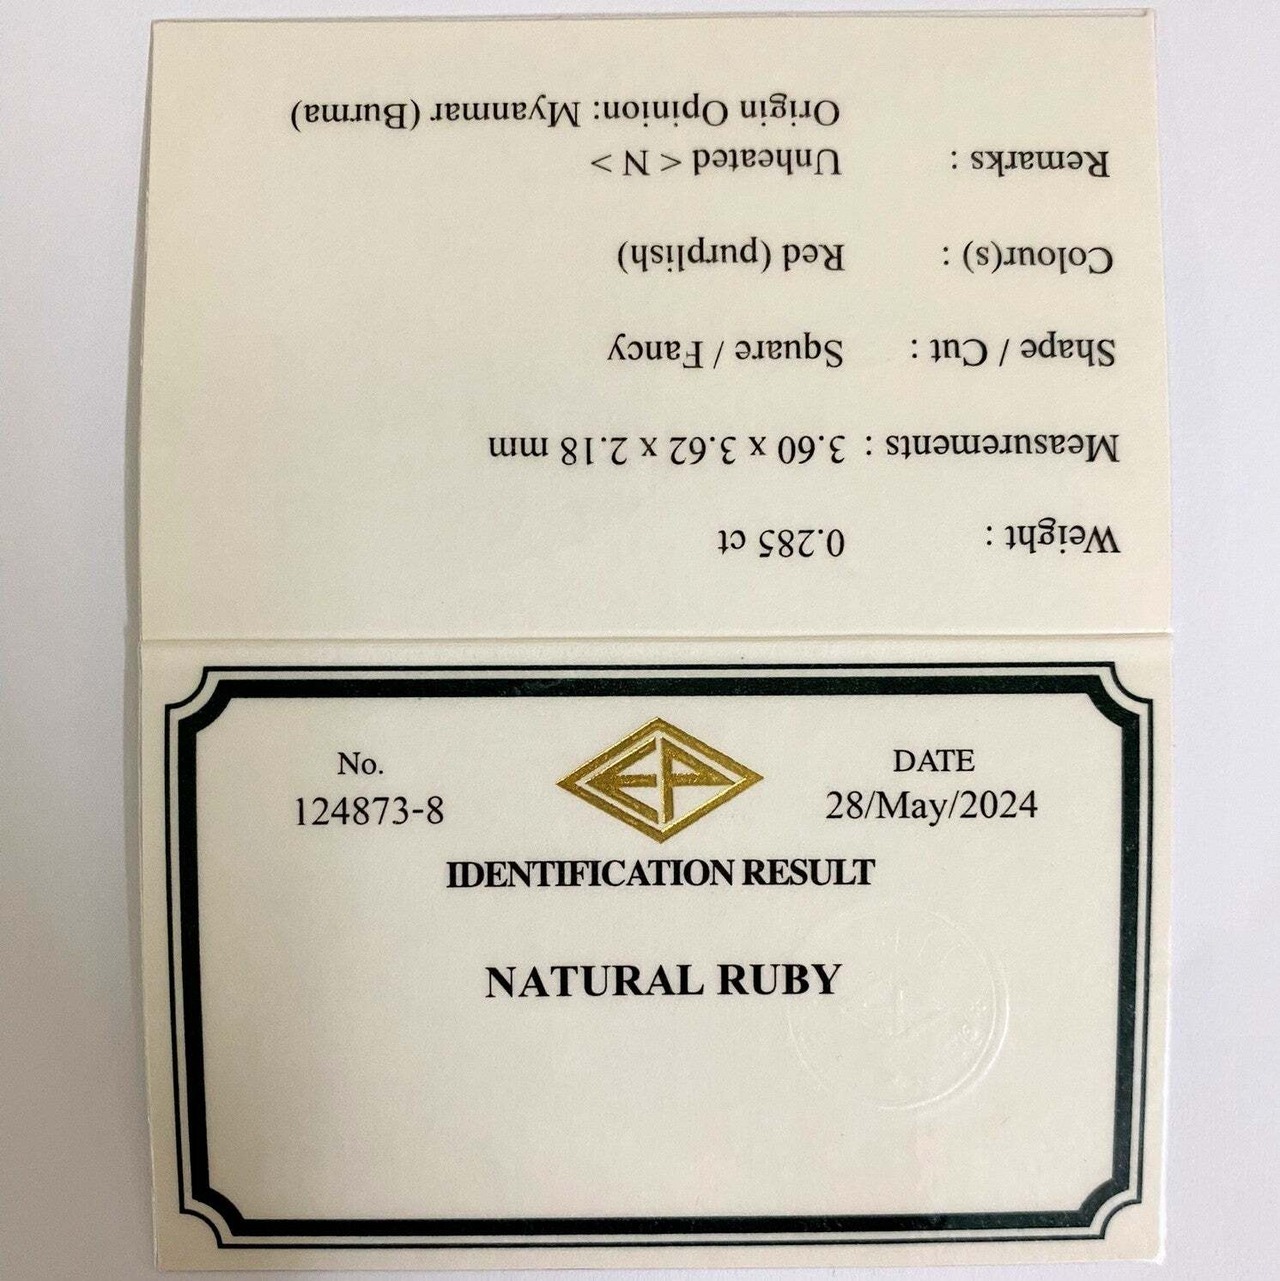 Weight : 0.285 ct
Measurements : 3.60 x 3.62 x 2.18 mm
Shape / Cut : Square / Fancy
Colour(s) : Red (purplish)
Remarks : Unheated < N >
Origin Opinion: Myanmar (Burma)
No.
124873-8
EP
DATE
28/May/2024
IDENTIFICATION RESULT
NATURAL RUBY